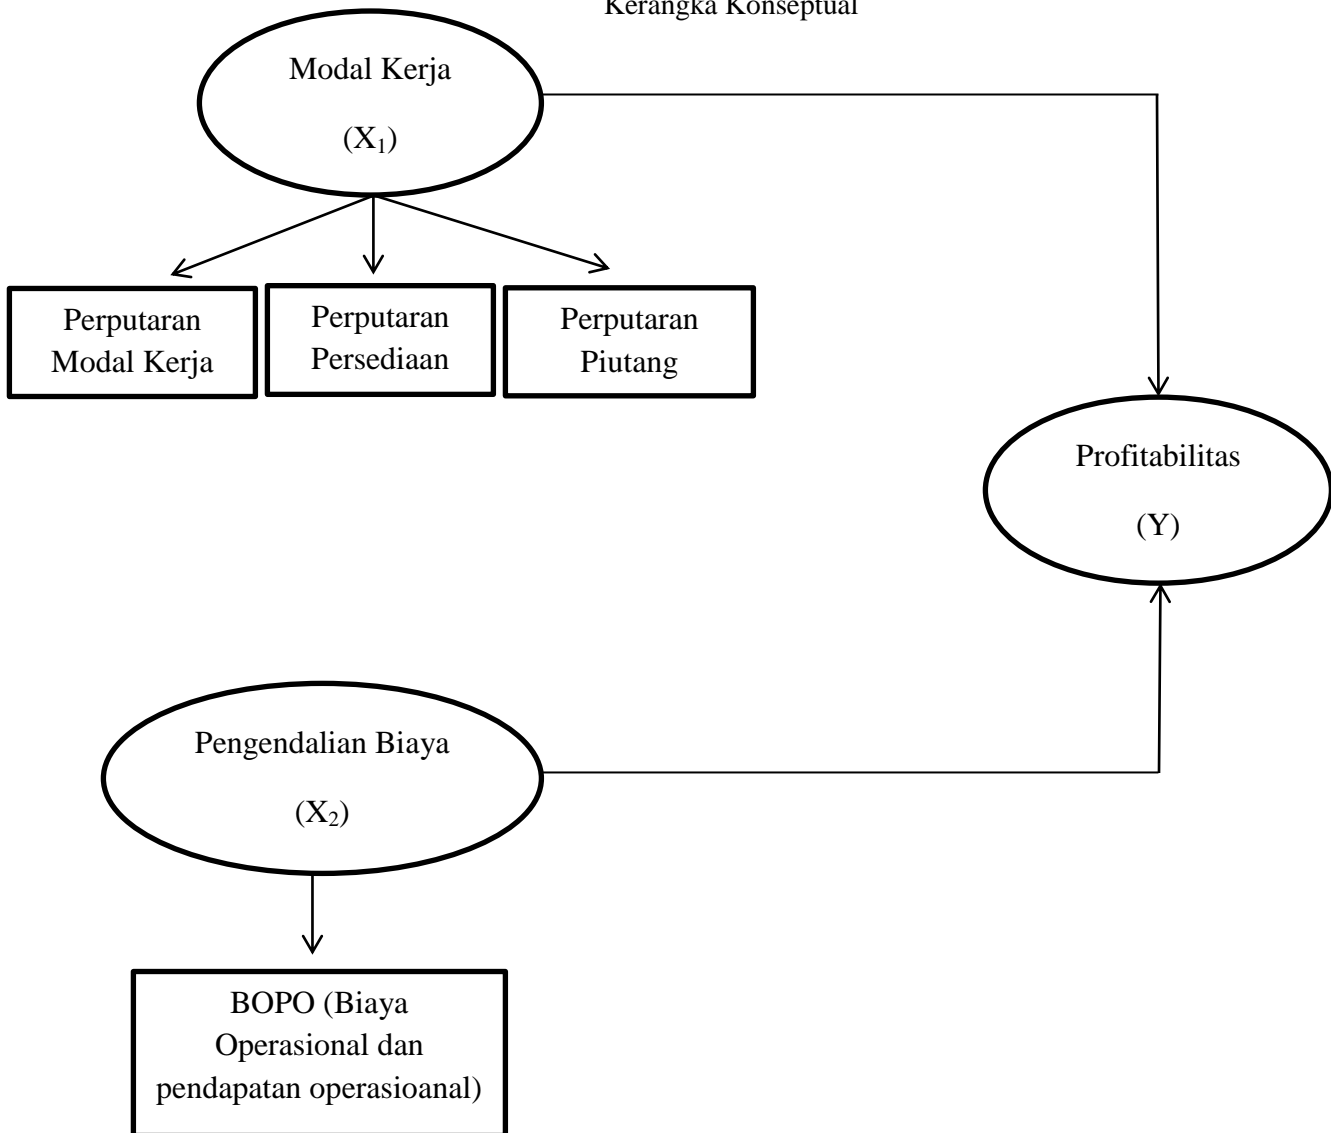 Kerangka Konseptual
Modal Kerja
(X₁)
Perputaran
Modal Kerja
Perputaran
Persediaan
Perputaran
Piutang
Profitabilitas
(Y)
Pengendalian Biaya
(X₂)
BOPO (Biaya
Operasional dan
pendapatan operasioanal)